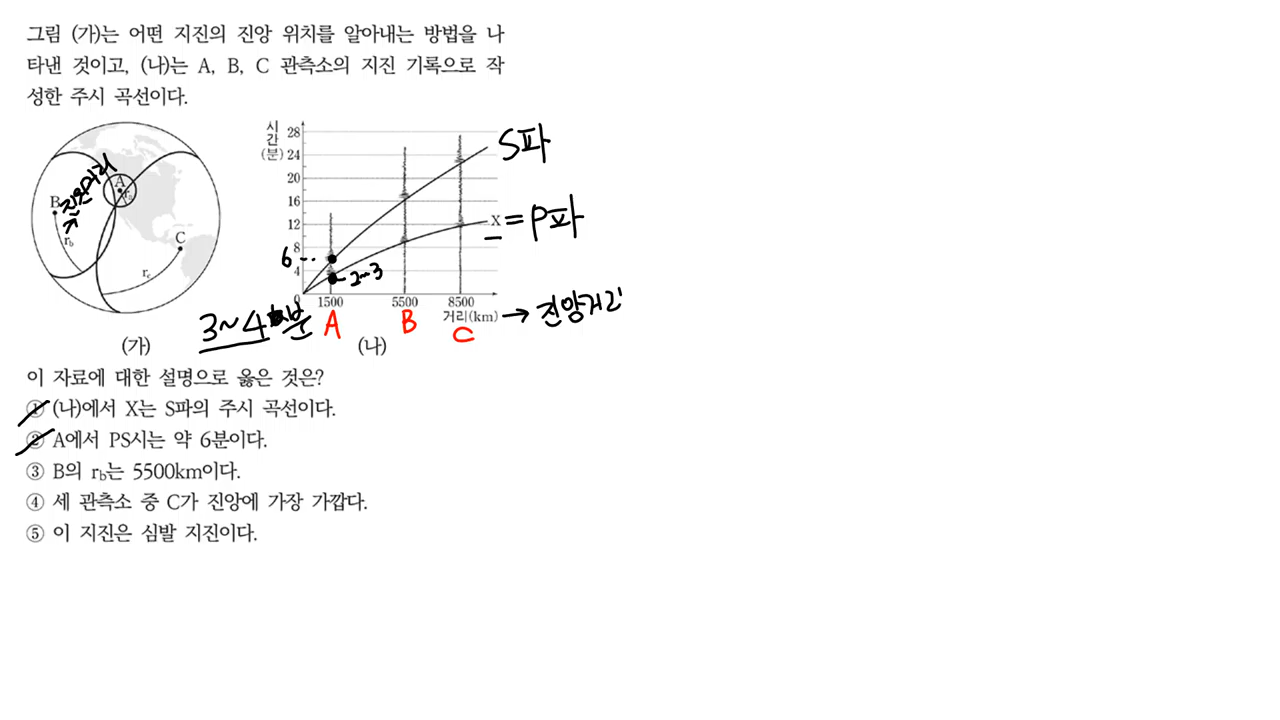 그림 (가)는 어떤 지진의 진앙 위치를 알아내는 방법을 나
타낸 것이고, (나)는 A, B, C 관측소의 지진 기록으로 작
성한 주시 곡선이다.
A
ra
B
rb
C
rc
(가)
시간(분)
28
24
20
16
12
8
4
0
1500
5500
8500
거리(km)
X
= P파
S파
6
2~3
3~4분
A
B
C
→ 진앙거리
(나)
이 자료에 대한 설명으로 옳은 것은?
① (나)에서 X는 S파의 주시 곡선이다.
② A에서 PS시는 약 6분이다.
③ B의 rb는 5500km이다.
④ 세 관측소 중 C가 진앙에 가장 가깝다.
⑤ 이 지진은 심발 지진이다.